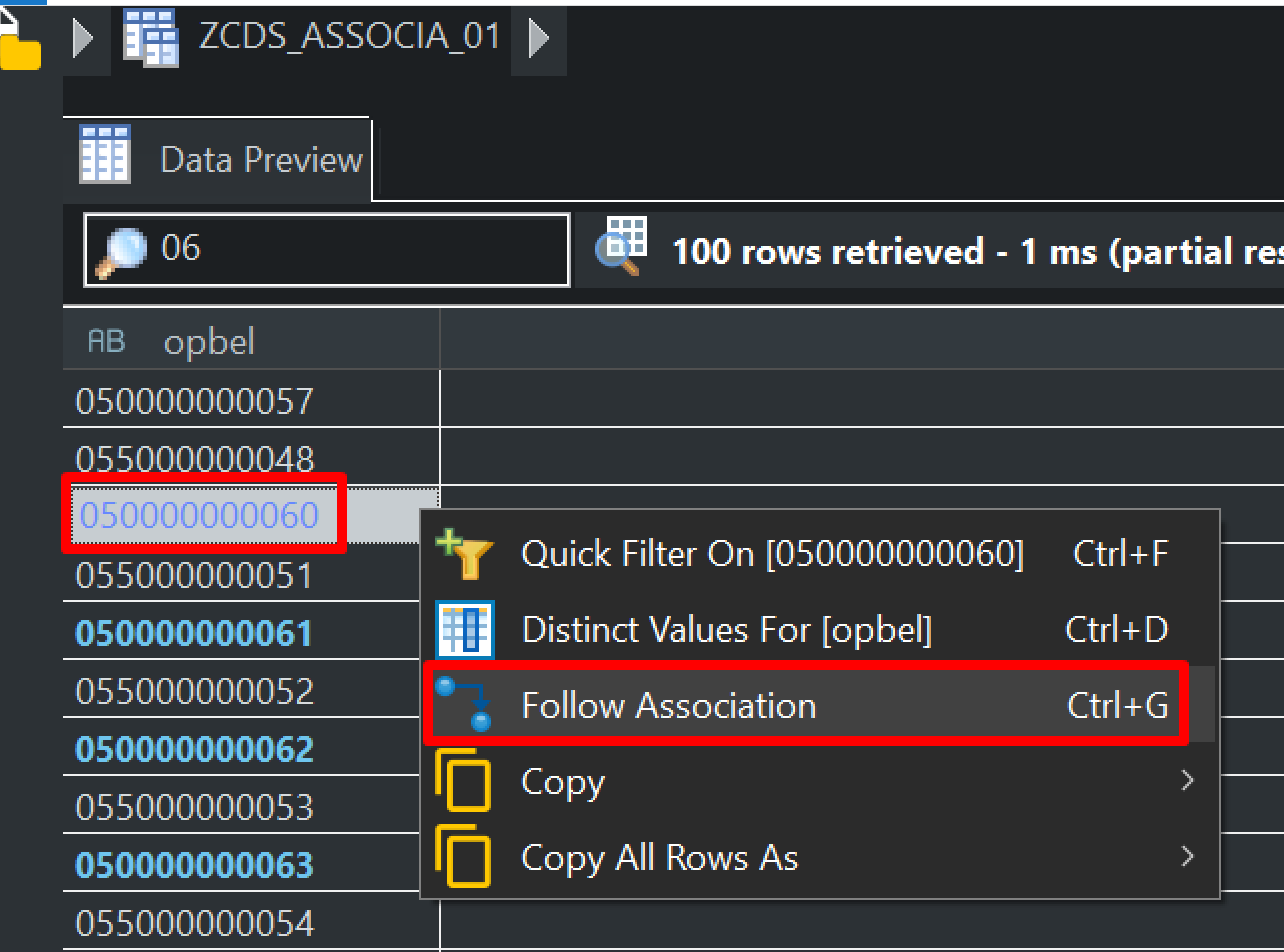 ZCDS_ASSOCIA_01
Data Preview
06
100 rows retrieved - 1 ms (partial res
AB opbel
050000000057
055000000048
050000000060
055000000051
050000000061
055000000052
050000000062
055000000053
050000000063
055000000054
Quick Filter On [050000000060] Ctrl+F
Distinct Values For [opbel] Ctrl+D
Follow Association Ctrl+G
Copy
Copy All Rows As